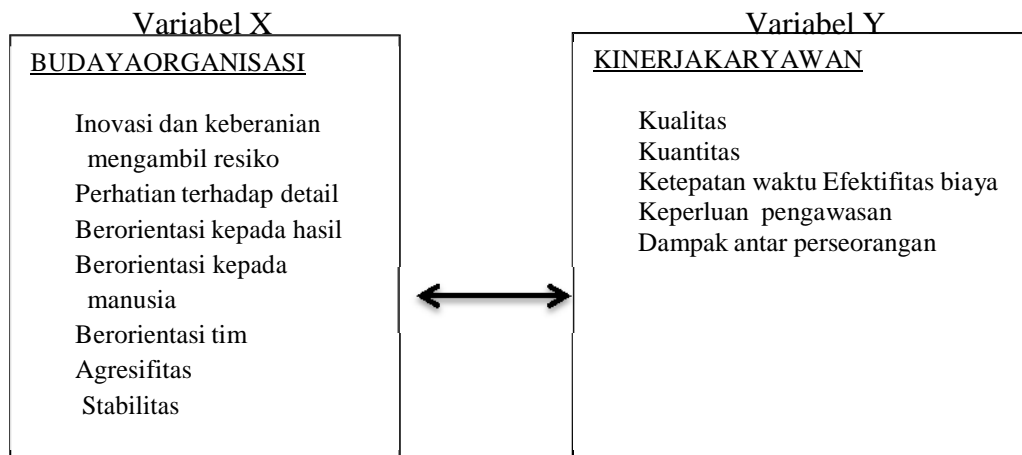 Variabel X
BUDAYAORGANISASI
Inovasi dan keberanian
mengambil resiko
Perhatian terhadap detail
Berorientasi kepada hasil
Berorientasi kepada
manusia
Berorientasi tim
Agresifitas
Stabilitas
Variabel Y
KINERJAKARYAWAN
Kualitas
Kuantitas
Ketepatan waktu Efektifitas biaya
Keperluan pengawasan
Dampak antar perseorangan